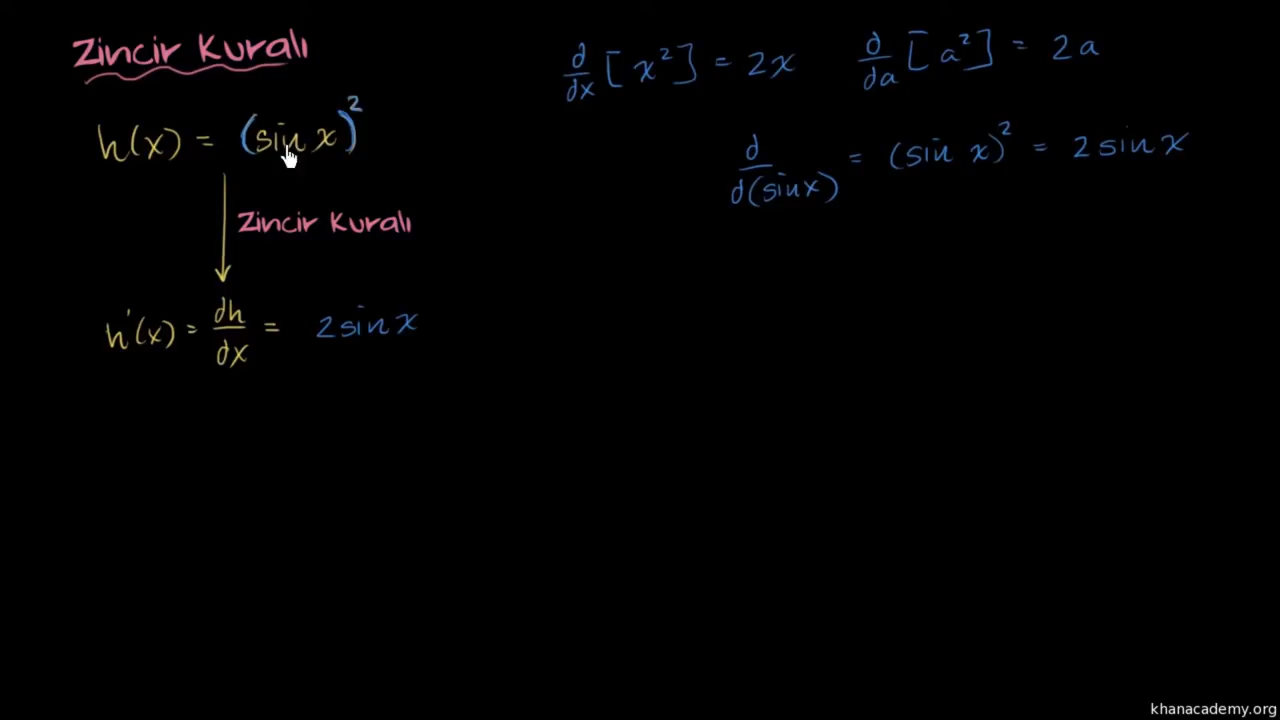 Zincir Kuralı
d/dx [x²] = 2x
d/da [a²] = 2a
h(x) = (sin x)²
d/d(sinx) = (sin x)² = 2 sin x
Zincir Kuralı
h'(x) = dh/dx = 2 sin x
khanacademy.org